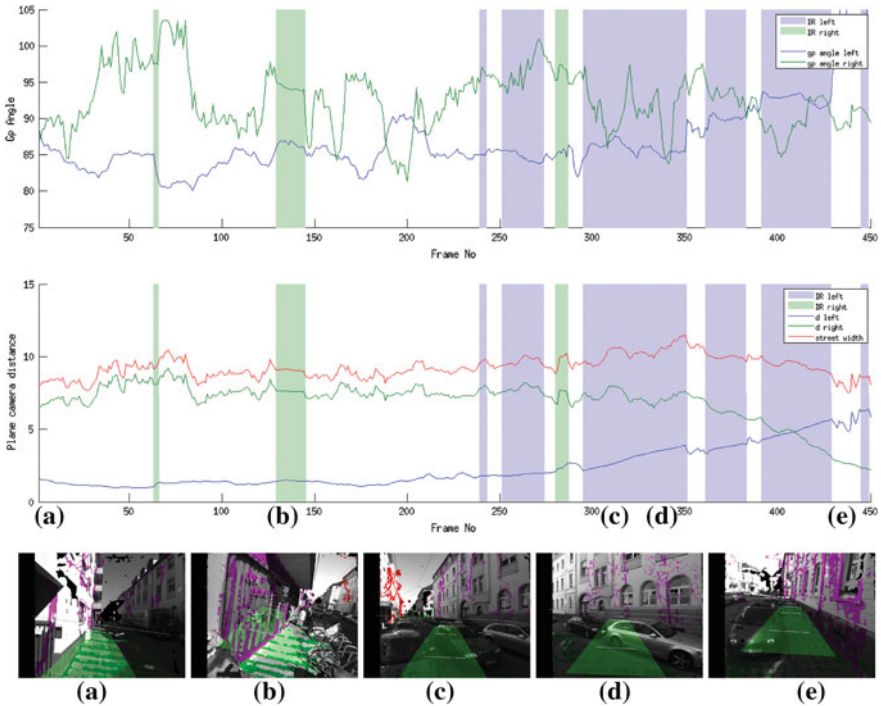 105
100
95
90
85
80
75
Gp Angle
50 100 150 200 250 300 350 400 450
Frame No
DR left
DR right
gp angle left
gp angle right
15
10
5
0
Plane camera distance
DR left
DR right
d left
d right
street width
50 100 150 200 250 300 350 400 450
(a) (b) (c) (d) (e)
Frame No
(a) (b) (c) (d) (e)